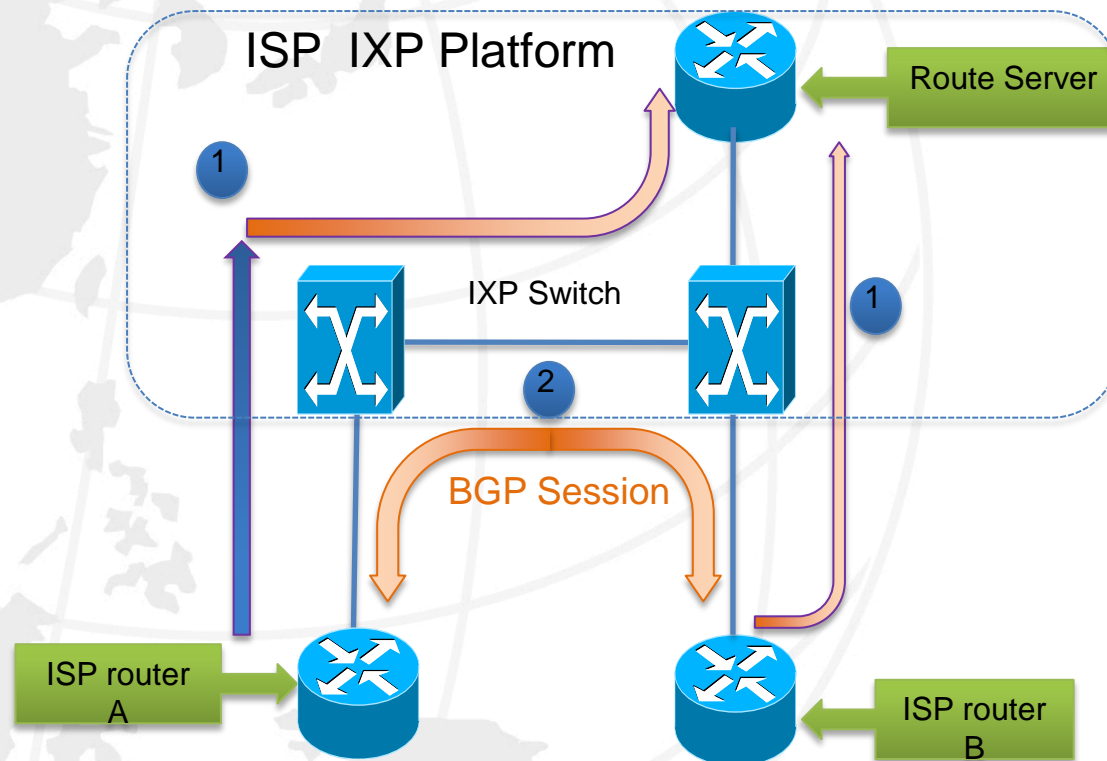 ISP  IXP Platform
Route Server
1
IXP Switch
1
2
BGP Session
ISP router
A
ISP router
B